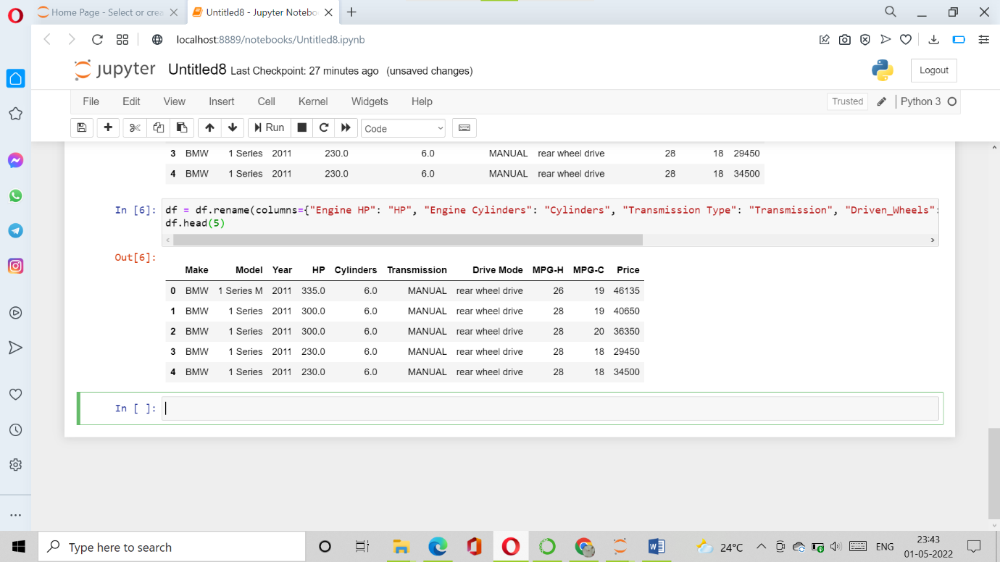 Home Page - Select or crea
Untitled8 - Jupyter Notebo
localhost:8889/notebooks/Untitled8.ipynb
jupyter Untitled8 Last Checkpoint: 27 minutes ago (unsaved changes) Logout
File Edit View Insert Cell Kernel Widgets Help Trusted Python 3
Run Code
3 BMW 1 Series 2011 230.0 6.0 MANUAL rear wheel drive 28 18 29450
4 BMW 1 Series 2011 230.0 6.0 MANUAL rear wheel drive 28 18 34500
In [6]: df = df.rename(columns={"Engine HP": "HP", "Engine Cylinders": "Cylinders", "Transmission Type": "Transmission", "Driven_Wheels":
df.head(5)
Out[6]:
Make Model Year HP Cylinders Transmission Drive Mode MPG-H MPG-C Price
0 BMW 1 Series M 2011 335.0 6.0 MANUAL rear wheel drive 26 19 46135
1 BMW 1 Series 2011 300.0 6.0 MANUAL rear wheel drive 28 19 40650
2 BMW 1 Series 2011 300.0 6.0 MANUAL rear wheel drive 28 20 36350
3 BMW 1 Series 2011 230.0 6.0 MANUAL rear wheel drive 28 18 29450
4 BMW 1 Series 2011 230.0 6.0 MANUAL rear wheel drive 28 18 34500
In [ ]:
Type here to search
24°C ENG
23:43
01-05-2022